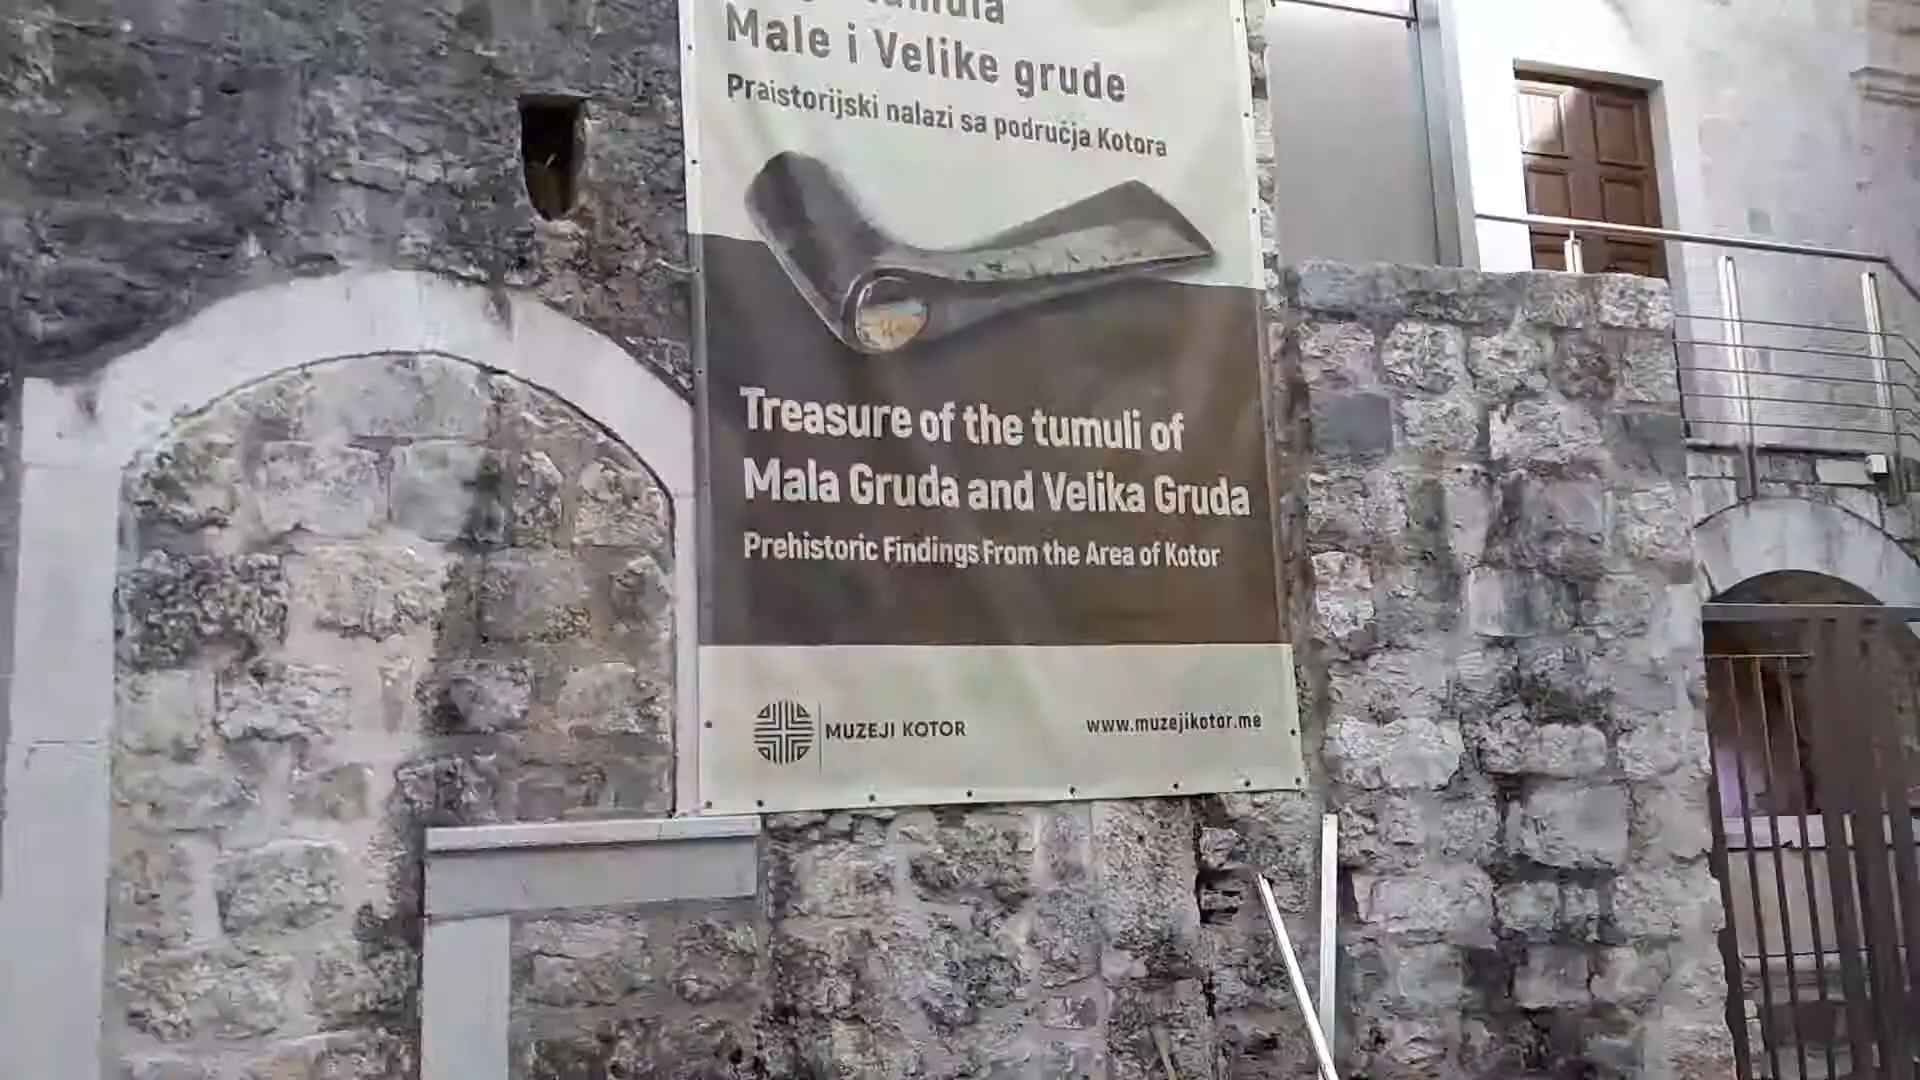 Male i Velike grude
Praistorijski nalazi sa područja Kotora
Treasure of the tumuli of
Mala Gruda and Velika Gruda
Prehistoric Findings From the Area of Kotor
MUZEJI KOTOR
www.muzejikotor.me